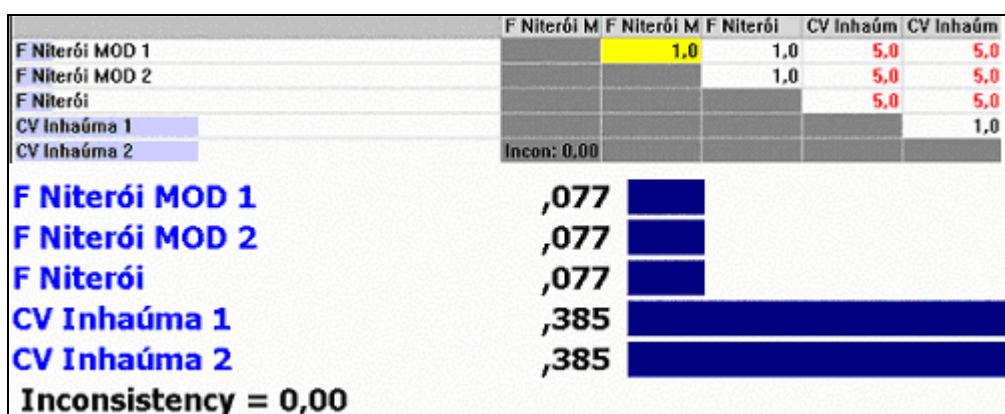 F Niterói M F Niterói M F Niterói CV Inhaúm CV Inhaúm
F Niterói MOD 1 1,0 1,0 5,0 5,0
F Niterói MOD 2 1,0 5,0 5,0
F Niterói 5,0 5,0
CV Inhaúma 1 1,0
CV Inhaúma 2 Incon: 0,00
F Niterói MOD 1 ,077
F Niterói MOD 2 ,077
F Niterói ,077
CV Inhaúma 1 ,385
CV Inhaúma 2 ,385
Inconsistency = 0,00